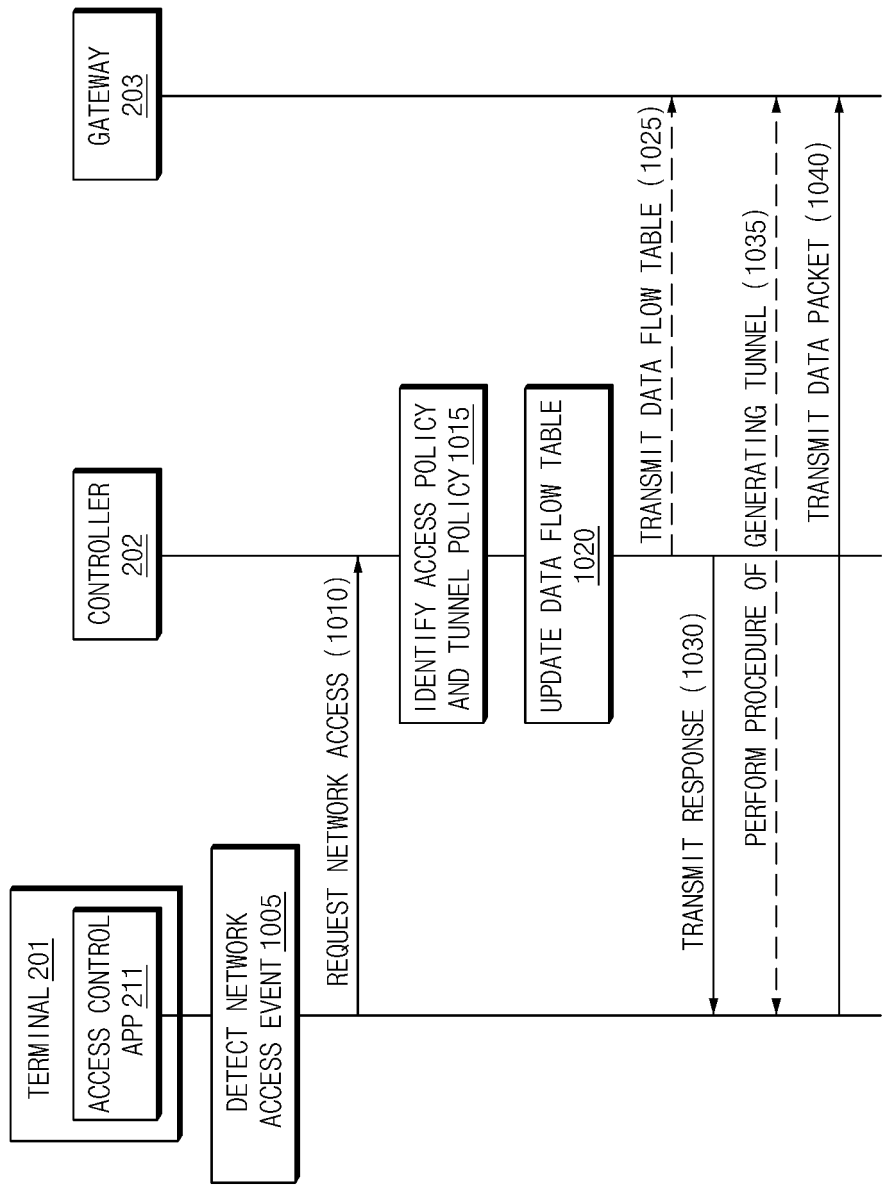 TERMINAL 201
ACCESS CONTROL
APP 211
CONTROLLER
202
GATEWAY
203
DETECT NETWORK
ACCESS EVENT 1005
REQUEST NETWORK ACCESS (1010)
IDENTIFY ACCESS POLICY
AND TUNNEL POLICY 1015
UPDATE DATA FLOW TABLE
1020
TRANSMIT DATA FLOW TABLE (1025)
TRANSMIT RESPONSE (1030)
PERFORM PROCEDURE OF GENERATING TUNNEL (1035)
TRANSMIT DATA PACKET (1040)